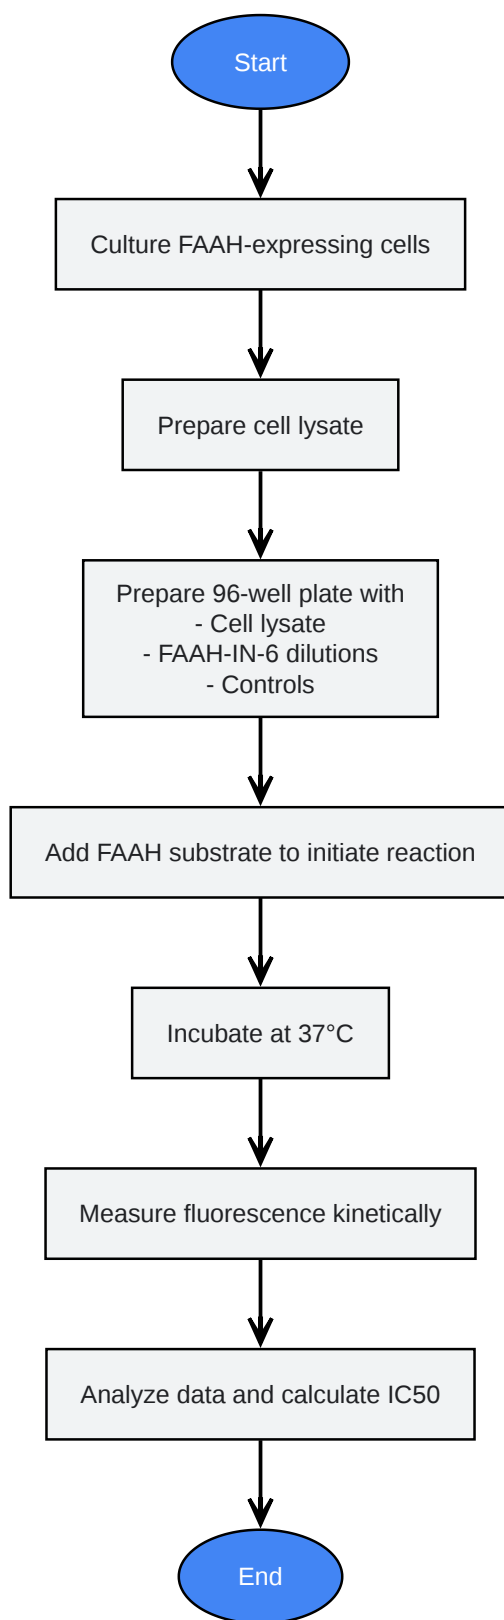 Start
Culture FAAH-expressing cells
Prepare cell lysate
Prepare 96-well plate with
- Cell lysate
- FAAH-IN-6 dilutions
- Controls
Add FAAH substrate to initiate reaction
Incubate at 37°C
Measure fluorescence kinetically
Analyze data and calculate IC50
End